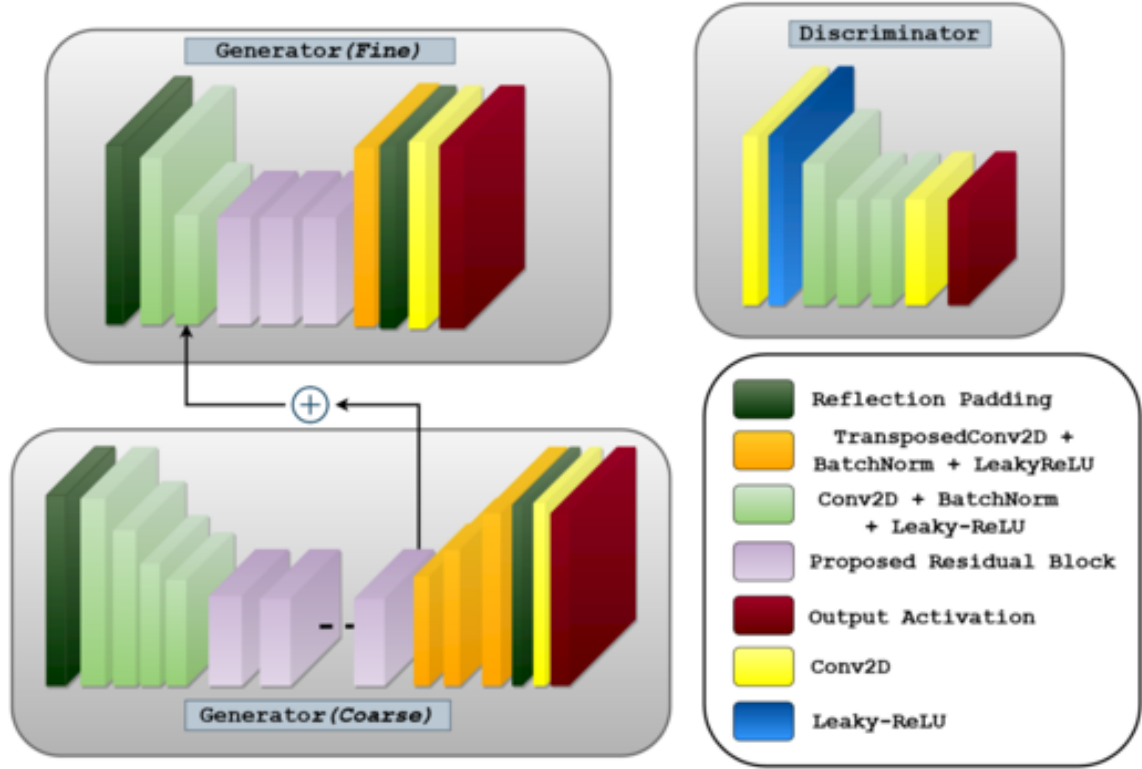 Generator(Fine)
Discriminator
Generator(Coarse)
Reflection Padding
TransposedConv2D +
BatchNorm + LeakyReLU
Conv2D + BatchNorm
+ Leaky-ReLU
Proposed Residual Block
Output Activation
Conv2D
Leaky-ReLU